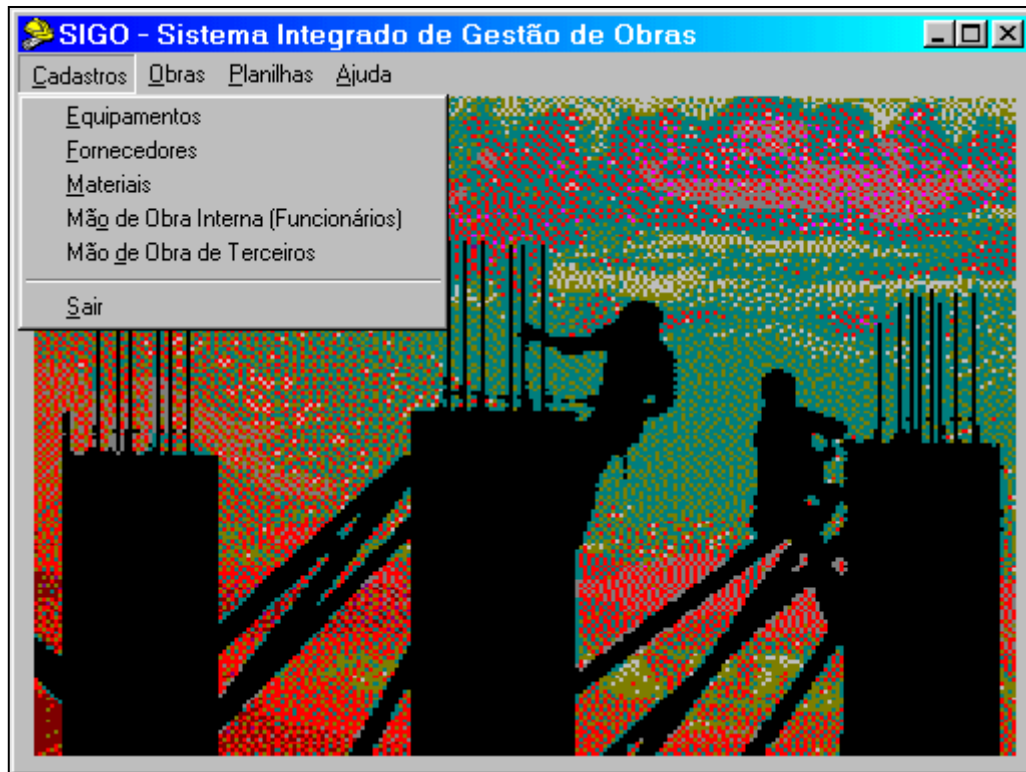 SIGO - Sistema Integrado de Gestão de Obras
Cadastros Obras Planilhas Ajuda
Equipamentos
Fornecedores
Materiais
Mão de Obra Interna (Funcionários)
Mão de Obra de Terceiros
Sair